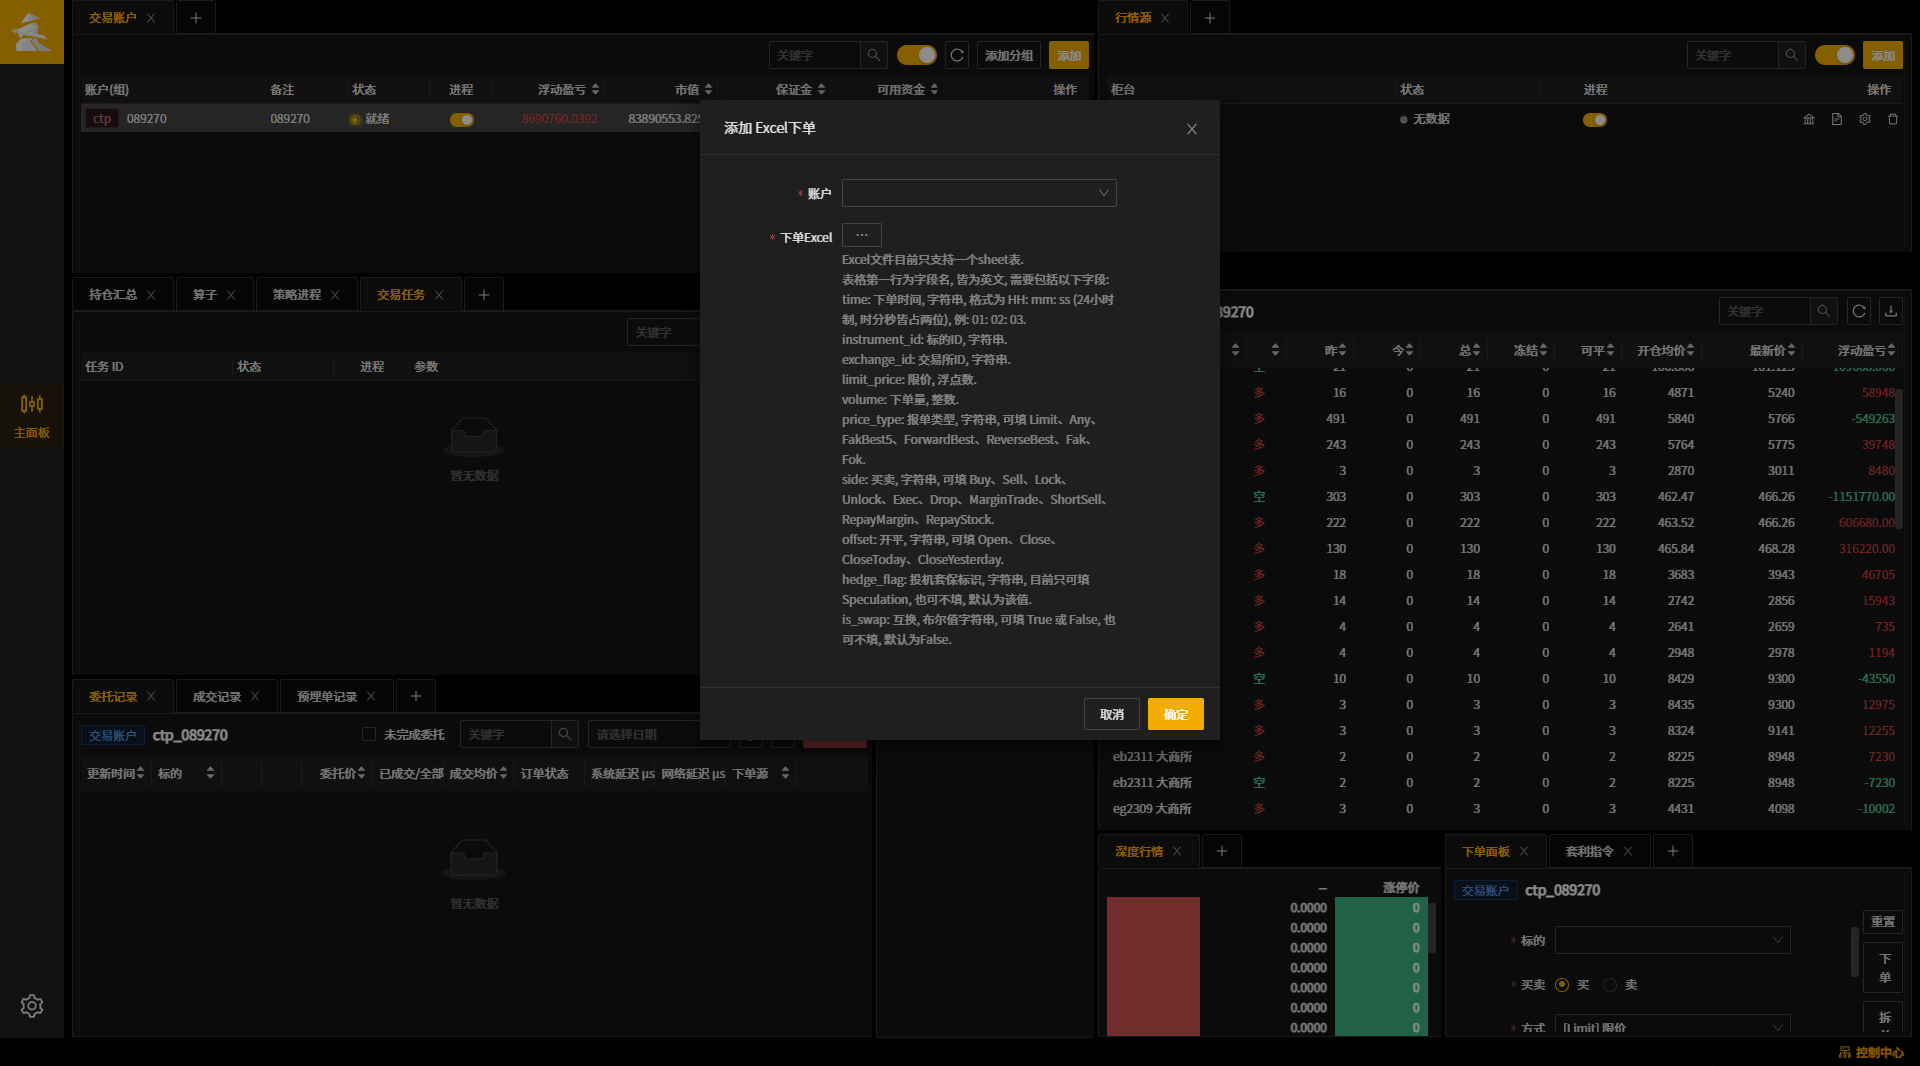 交易账户
行情源
关键字
添加分组
添加
关键字
添加
账户(组) 备注 状态 进程 浮动盈亏 市值 保证金 可用资金 操作
ctp 089270 089270 就绪 8690760.0392
柜台 状态 进程 操作
无数据
添加 Excel下单
* 账户
* 下单Excel ...
Excel文件目前只支持一个sheet表.
表格第一行为字段名, 皆为英文, 需要包括以下字段:
time: 下单时间, 字符串, 格式为 HH: mm: ss (24小时
制, 时分秒皆占两位), 例: 01: 02: 03.
instrument_id: 标的ID, 字符串.
exchange_id: 交易所ID, 字符串.
limit_price: 限价, 浮点数.
volume: 下单量, 整数.
price_type: 报单类型, 字符串, 可填 Limit、Any、
FakBest5、ForwardBest、ReverseBest、Fak、
Fok.
side: 买卖, 字符串, 可填 Buy、Sell、Lock、
Unlock、Exec、Drop、MarginTrade、ShortSell、
RepayMargin、RepayStock.
offset: 开平, 字符串, 可填 Open、Close、
CloseToday、CloseYesterday.
hedge_flag: 投机套保标识, 字符串, 目前只可填
Speculation, 也可不填, 默认为该值.
is_swap: 互换, 布尔值字符串, 可填 True 或 False, 也
可不填, 默认为False.
取消
确定
持仓汇总 算子 策略进程 交易任务
关键字
任务 ID 状态 进程 参数
暂无数据
主面板
关键字
昨 今 总 冻结 可平 开仓均价 最新价 浮动盈亏
多 16 0 16 0 16 4871 5240 58948
多 491 0 491 0 491 5840 5766 -549263
多 243 0 243 0 243 5764 5775 39748
多 3 0 3 0 3 2870 3011 8480
空 303 0 303 0 303 462.47 466.26 -1151770.00
多 222 0 222 0 222 463.52 466.26 606680.00
多 130 0 130 0 130 465.84 468.28 316220.00
多 18 0 18 0 18 3683 3943 46705
多 14 0 14 0 14 2742 2856 15943
多 4 0 4 0 4 2641 2659 735
多 4 0 4 0 4 2948 2978 1194
空 10 0 10 0 10 8429 9300 -43550
多 3 0 3 0 3 8435 9300 12975
多 3 0 3 0 3 8324 9141 12255
eb2311 大商所 多 2 0 2 0 2 8225 8948 7230
eb2311 大商所 空 2 0 2 0 2 8225 8948 -7230
eg2309 大商所 多 3 0 3 0 3 4431 4098 -10002
委托记录 成交记录 预埋单记录
交易账户 ctp_089270 未完成委托 关键字 请选择日期
更新时间 标的 委托价 已成交/全部 成交均价 订单状态 系统延迟 μs 网络延迟 μs 下单源
暂无数据
深度行情
-- 涨停价
0.0000 0
0.0000 0
0.0000 0
0.0000 0
0.0000 0
0.0000 0
0.0000 0
下单面板 套利指令
交易账户 ctp_089270
重置
* 标的
下
单
* 买卖 买 卖
拆
* 方式 [Limit] 限价
控制中心